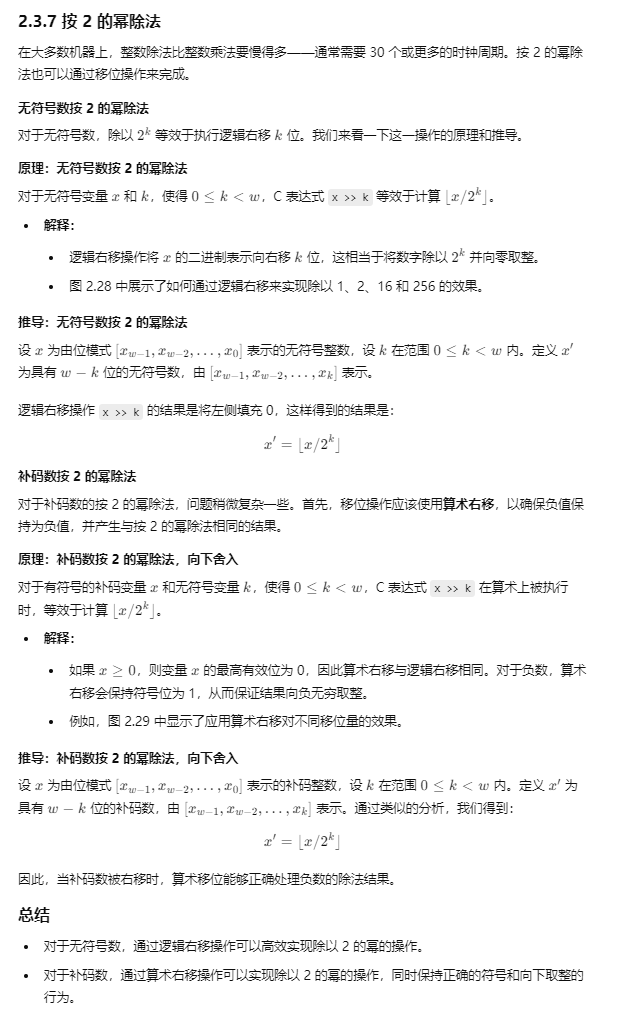 2.3.7 按 2 的幂除法
在大多数机器上，整数除法比整数乘法要慢得多——通常需要 30 个或更多的时钟周期。按 2 的幂除
法也可以通过移位操作来完成。
无符号数按 2 的幂除法
对于无符号数，除以 2^k 等效于执行逻辑右移 k 位。我们来看一下这一操作的原理和推导。
原理：无符号数按 2 的幂除法
对于无符号变量 x 和 k，使得 0 ≤ k < w，C 表达式 x >> k 等效于计算 ⌊x/2^k⌋。
• 解释：
• 逻辑右移操作将 x 的二进制表示向右移 k 位，这相当于将数字除以 2^k 并向零取整。
• 图 2.28 中展示了如何通过逻辑右移来实现除以 1、2、16 和 256 的效果。
推导：无符号数按 2 的幂除法
设 x 为由位模式 [x_{w−1}, x_{w−2}, . . . , x_0] 表示的无符号整数，设 k 在范围 0 ≤ k < w 内。定义 x′
为具有 w − k 位的无符号数，由 [x_{w−1}, x_{w−2}, . . . , x_k] 表示。
逻辑右移操作 x >> k 的结果是将左侧填充 0，这样得到的结果是：
x′ = ⌊x/2^k⌋
补码数按 2 的幂除法
对于补码数的按 2 的幂除法，问题稍微复杂一些。首先，移位操作应该使用算术右移，以确保负值保
持为负值，并产生与按 2 的幂除法相同的结果。
原理：补码数按 2 的幂除法，向下舍入
对于有符号的补码变量 x 和无符号变量 k，使得 0 ≤ k < w，C 表达式 x >> k 在算术上被执行
时，等效于计算 ⌊x/2^k⌋。
• 解释：
• 如果 x ≥ 0，则变量 x 的最高有效位为 0，因此算术右移与逻辑右移相同。对于负数，算术
右移会保持符号位为 1，从而保证结果向负无穷取整。
• 例如，图 2.29 中显示了应用算术右移对不同移位量的效果。
推导：补码数按 2 的幂除法，向下舍入
设 x 为由位模式 [x_{w−1}, x_{w−2}, . . . , x_0] 表示的补码整数，设 k 在范围 0 ≤ k < w 内。定义 x′ 为
具有 w − k 位的补码数，由 [x_{w−1}, x_{w−2}, . . . , x_k] 表示。通过类似的分析，我们得到：
x′ = ⌊x/2^k⌋
因此，当补码数被右移时，算术移位能够正确处理负数的除法结果。
总结
• 对于无符号数，通过逻辑右移操作可以高效实现除以 2 的幂的操作。
• 对于补码数，通过算术右移操作可以实现除以 2 的幂的操作，同时保持正确的符号和向下取整的
行为。